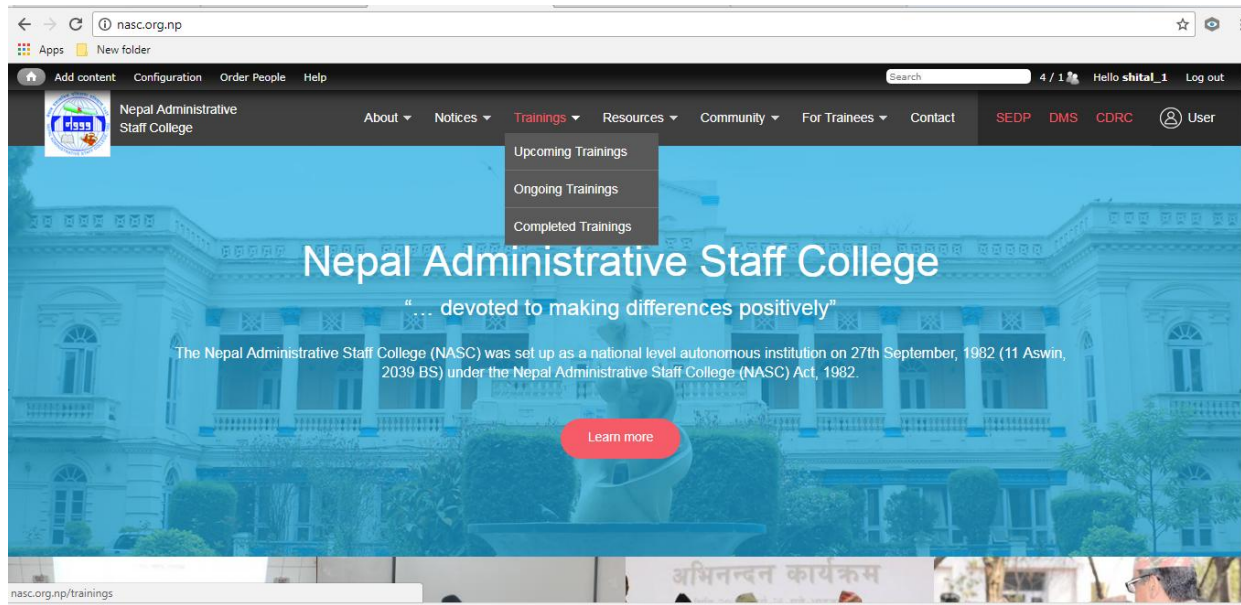 nasc.org.np
Apps New folder
Add content Configuration Order People Help Search 4 / 1 Hello shital_1 Log out
Nepal Administrative
Staff College
About Notices Trainings Resources Community For Trainees Contact SEDP DMS CDRC User
Upcoming Trainings
Ongoing Trainings
Completed Trainings
Nepal Administrative Staff College
“… devoted to making differences positively”
The Nepal Administrative Staff College (NASC) was set up as a national level autonomous institution on 27th September, 1982 (11 Aswin,
2039 BS) under the Nepal Administrative Staff College (NASC) Act, 1982.
Learn more
अभिनन्दन कार्यक्रम
nasc.org.np/trainings